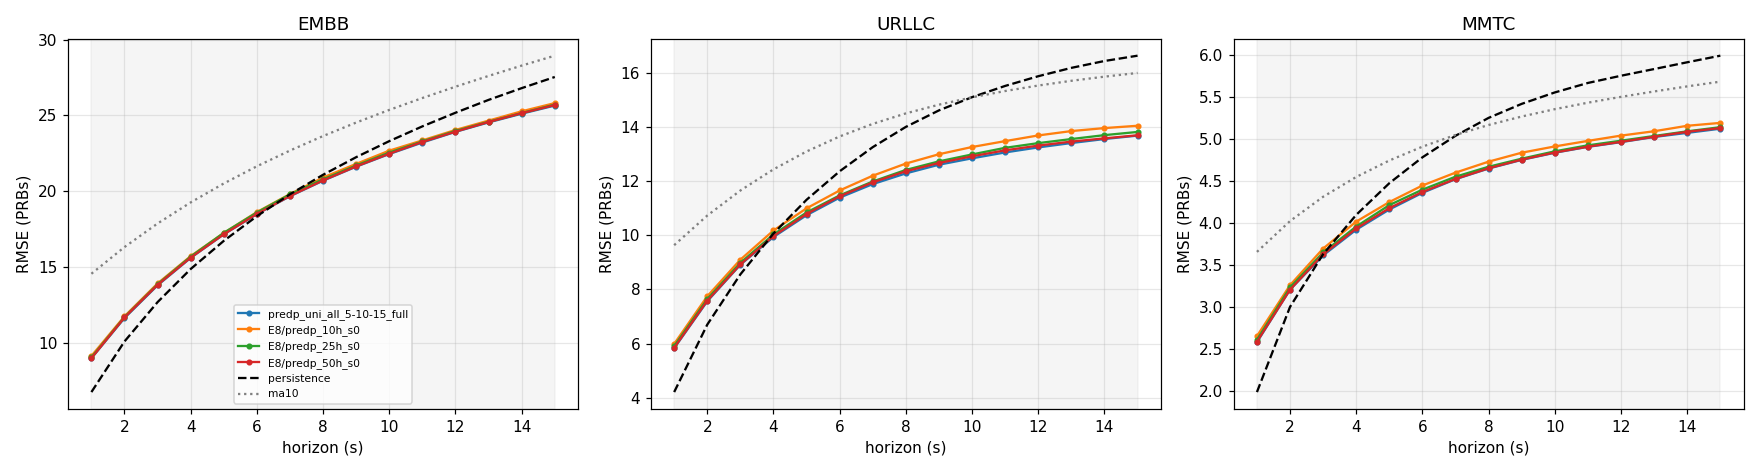 EMBB
30
25
20
15
10
RMSE (PRBs)
2 4 6 8 10 12 14
horizon (s)
predp_uni_all_5-10-15_full
E8/predp_10h_s0
E8/predp_25h_s0
E8/predp_50h_s0
persistence
ma10
URLLC
16
14
12
10
8
6
4
RMSE (PRBs)
2 4 6 8 10 12 14
horizon (s)
MMTC
6.0
5.5
5.0
4.5
4.0
3.5
3.0
2.5
2.0
RMSE (PRBs)
2 4 6 8 10 12 14
horizon (s)